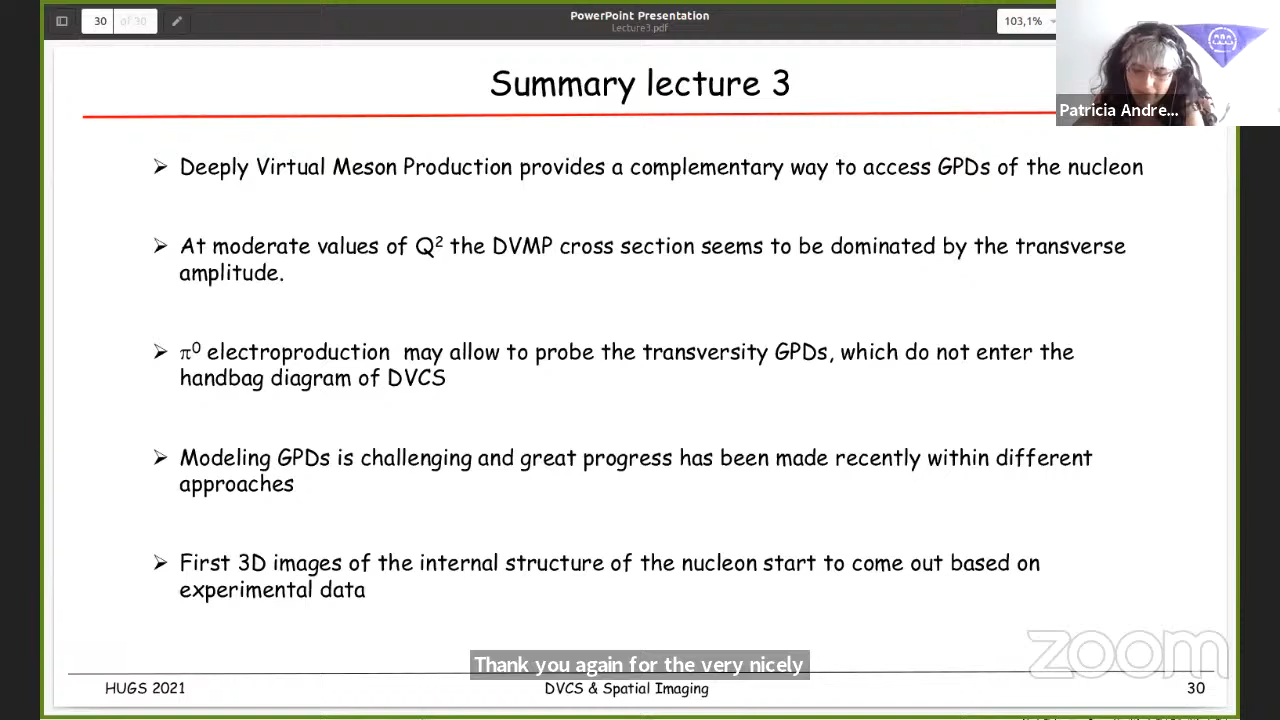 PowerPoint Presentation
Lecture3.pdf
30 of 30
103,1%
Patricia Andre...
Summary lecture 3
➢ Deeply Virtual Meson Production provides a complementary way to access GPDs of the nucleon
➢ At moderate values of Q² the DVMP cross section seems to be dominated by the transverse
amplitude.
➢ π⁰ electroproduction may allow to probe the transversity GPDs, which do not enter the
handbag diagram of DVCS
➢ Modeling GPDs is challenging and great progress has been made recently within different
approaches
➢ First 3D images of the internal structure of the nucleon start to come out based on
experimental data
Thank you again for the very nicely
zoom
HUGS 2021
DVCS & Spatial Imaging
30